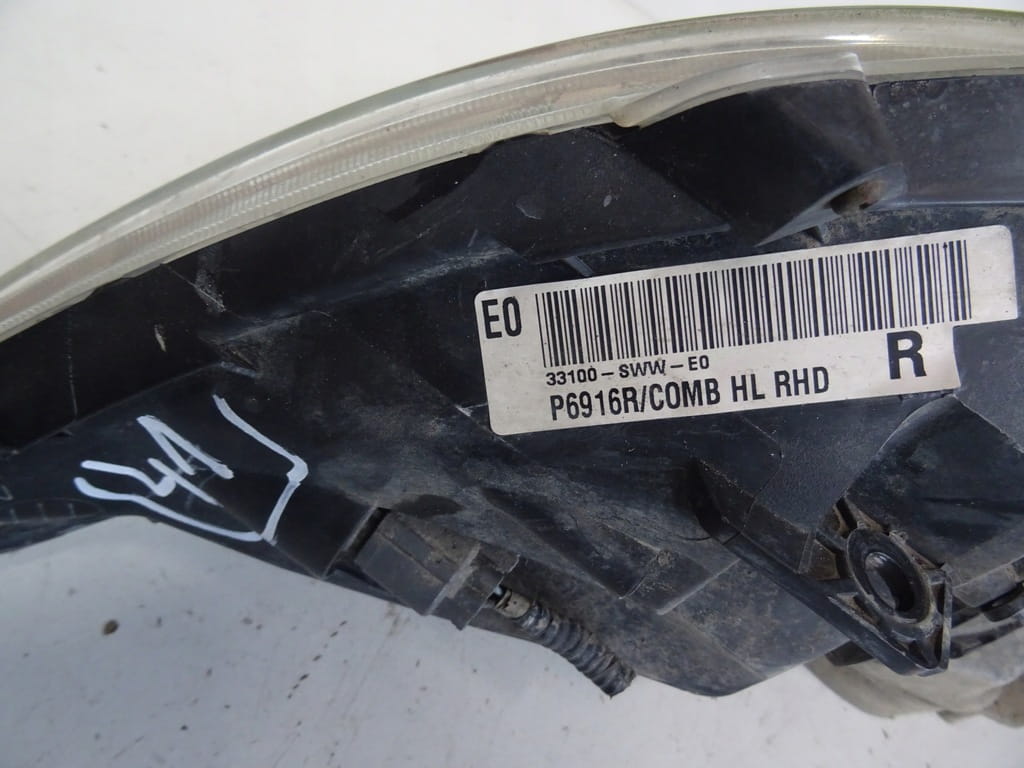 E0
33100-SWW-E0
P6916R/COMB HL RHD
R